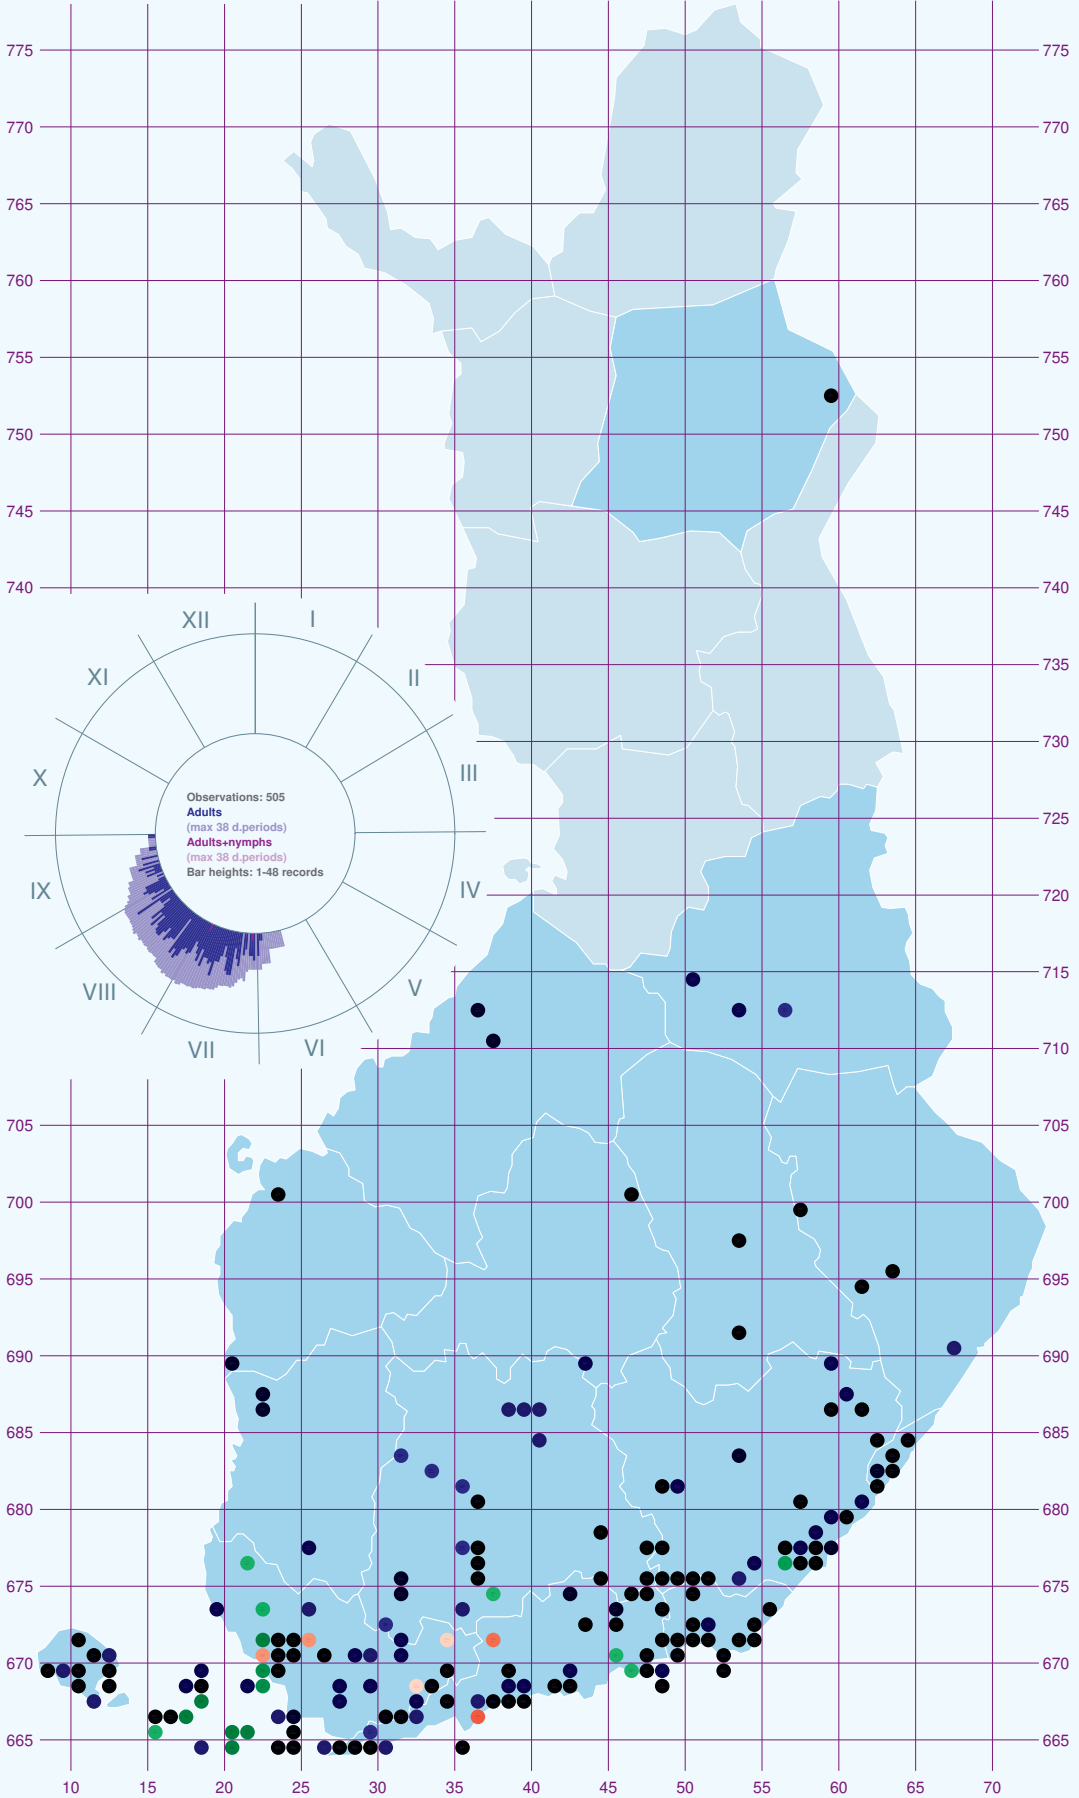 775 775
770 770
765 765
760 760
755 755
750 750
745 745
740 740
XII I
XI II
735
730
X III
Observations: 505
Adults
(max 38 d.periods)
Adults+nymphs
(max 38 d.periods)
Bar heights: 1-48 records
725
IX IV
720
VIII V
715
VII VI
710
705 705
700 700
695 695
690 690
685 685
680 680
675 675
670 670
665 665
10 15 20 25 30 35 40 45 50 55 60 65 70